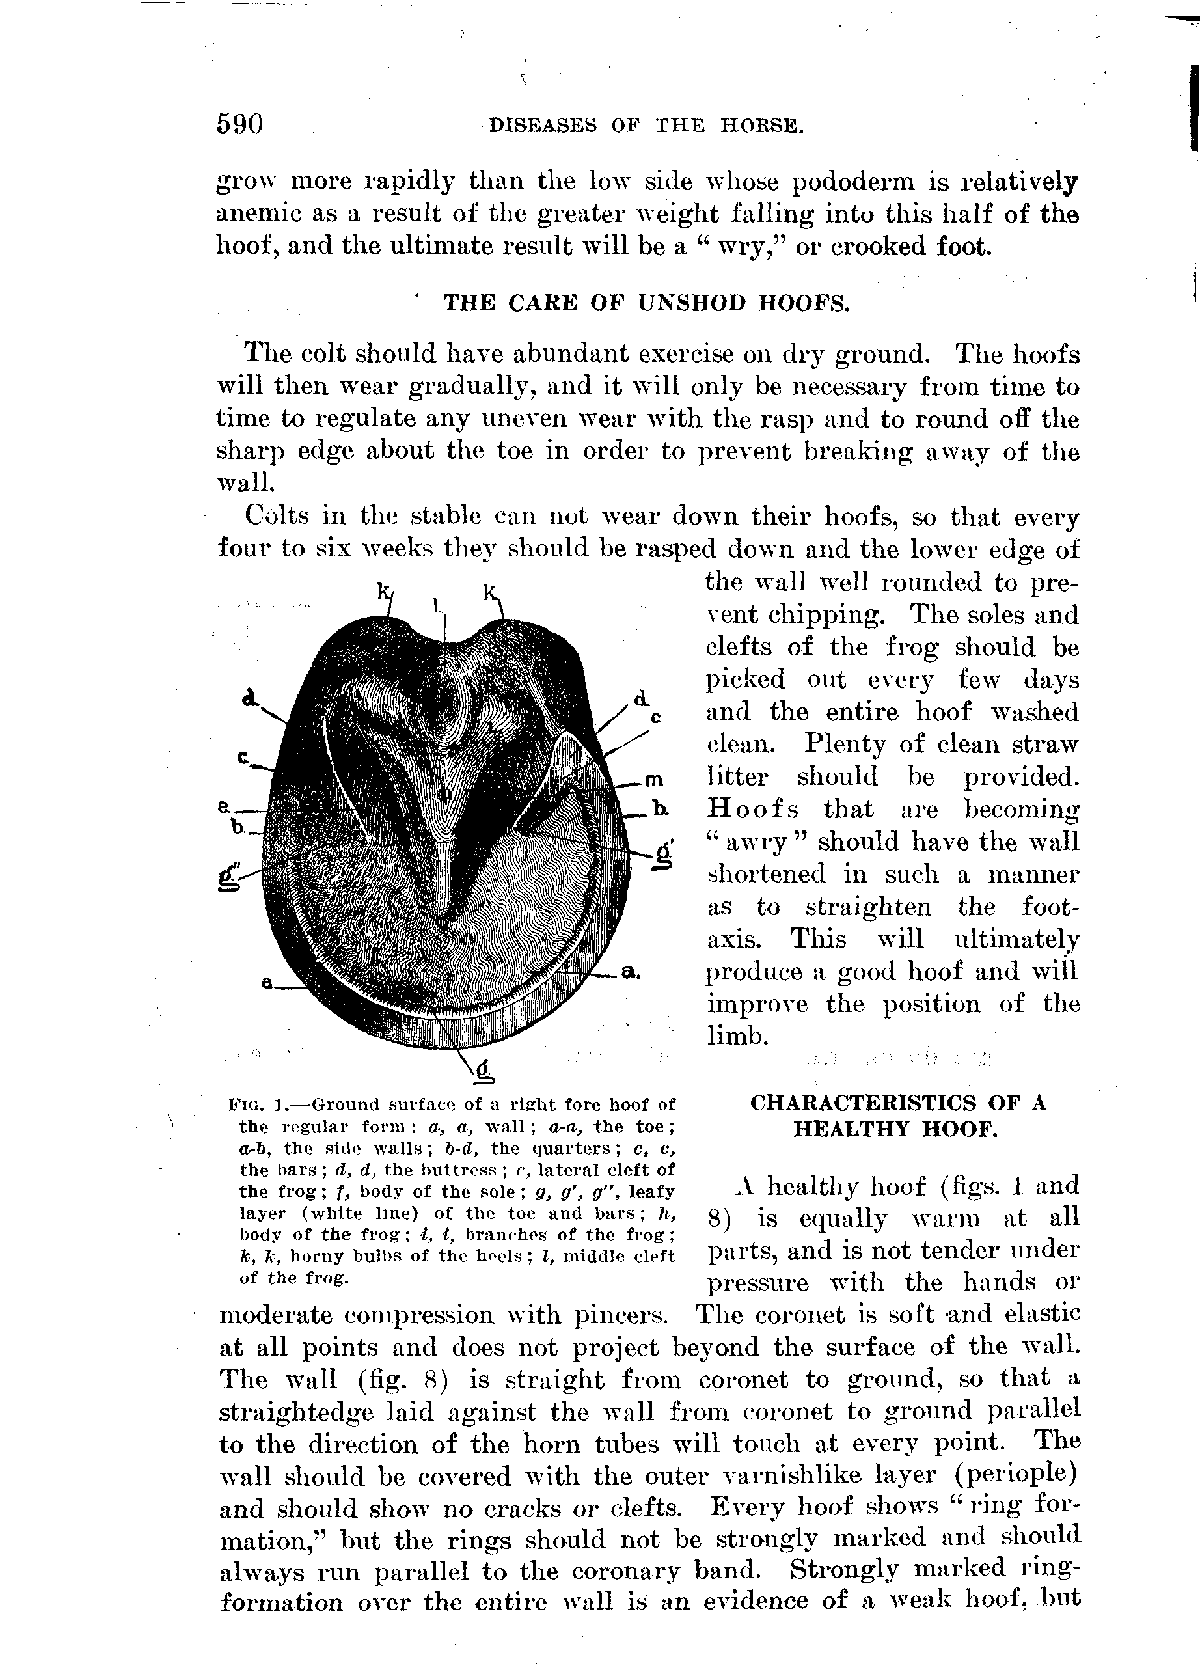 590
DISEASES OF THE HORSE.
grow more rapidly than the low side whose pododerm is relatively
anemic as a result of the greater weight falling into this half of the
hoof, and the ultimate result will be a “ wry,” or crooked foot.
THE CARE OF UNSHOD HOOFS.
The colt should have abundant exercise on dry ground. The hoofs
will then wear gradually, and it will only be necessary from time to
time to regulate any uneven wear with the rasp and to round off the
sharp edge about the toe in order to prevent breaking away of the
wall.
Colts in the stable can not wear down their hoofs, so that every
four to six weeks they should be rasped down and the lower edge of
the wall well rounded to pre-
vent chipping. The soles and
clefts of the frog should be
picked out every few days
and the entire hoof washed
clean. Plenty of clean straw
litter should be provided.
Hoofs that are becoming
“ awry ” should have the wall
shortened in such a manner
as to straighten the foot-
axis. This will ultimately
produce a good hoof and will
improve the position of the
limb.
k
l
k
d
d
c
c
m
a
b
b
g'
g''
a
a.
g
FIG. 1.—Ground surface of a right fore hoof of
the regular form: a, a, wall; a-a, the toe;
a-b, the side walls; b-d, the quarters; c, c,
the bars; d, d, the buttress; c, lateral cleft of
the frog; f, body of the sole; g, g', g'', leafy
layer (white line) of the toe and bars; h,
body of the frog; i, i, branches of the frog;
k, k, horny bulbs of the heels; l, middle cleft
of the frog.
CHARACTERISTICS OF A
HEALTHY HOOF.
A healthy hoof (figs. 1 and
8) is equally warm at all
parts, and is not tender under
pressure with the hands or
moderate compression with pincers. The coronet is soft and elastic
at all points and does not project beyond the surface of the wall.
The wall (fig. 8) is straight from coronet to ground, so that a
straightedge laid against the wall from coronet to ground parallel
to the direction of the horn tubes will touch at every point. The
wall should be covered with the outer varnishlike layer (periople)
and should show no cracks or clefts. Every hoof shows “ ring for-
mation,” but the rings should not be strongly marked and should
always run parallel to the coronary band. Strongly marked ring-
formation over the entire wall is an evidence of a weak hoof, but